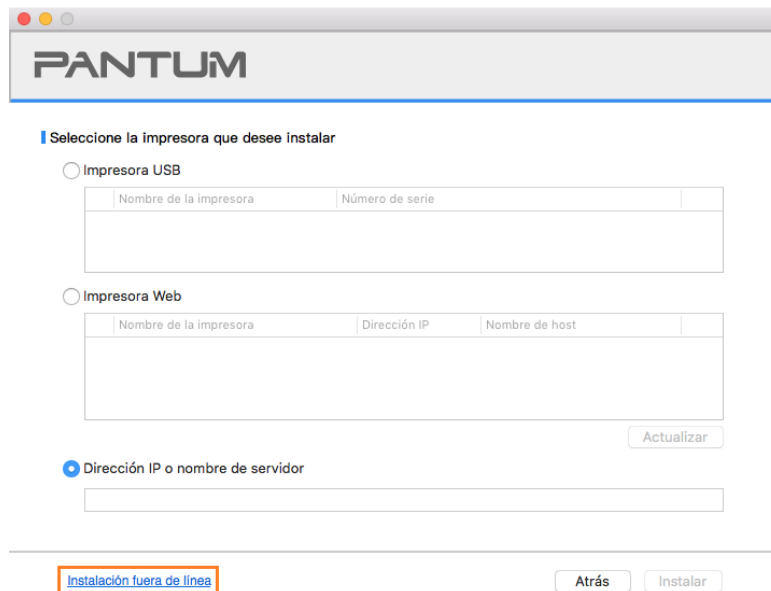 PANTUM
Seleccione la impresora que desee instalar
Impresora USB
Nombre de la impresora Número de serie
Impresora Web
Nombre de la impresora Dirección IP Nombre de host
Actualizar
Dirección IP o nombre de servidor
Instalación fuera de línea Atrás Instalar